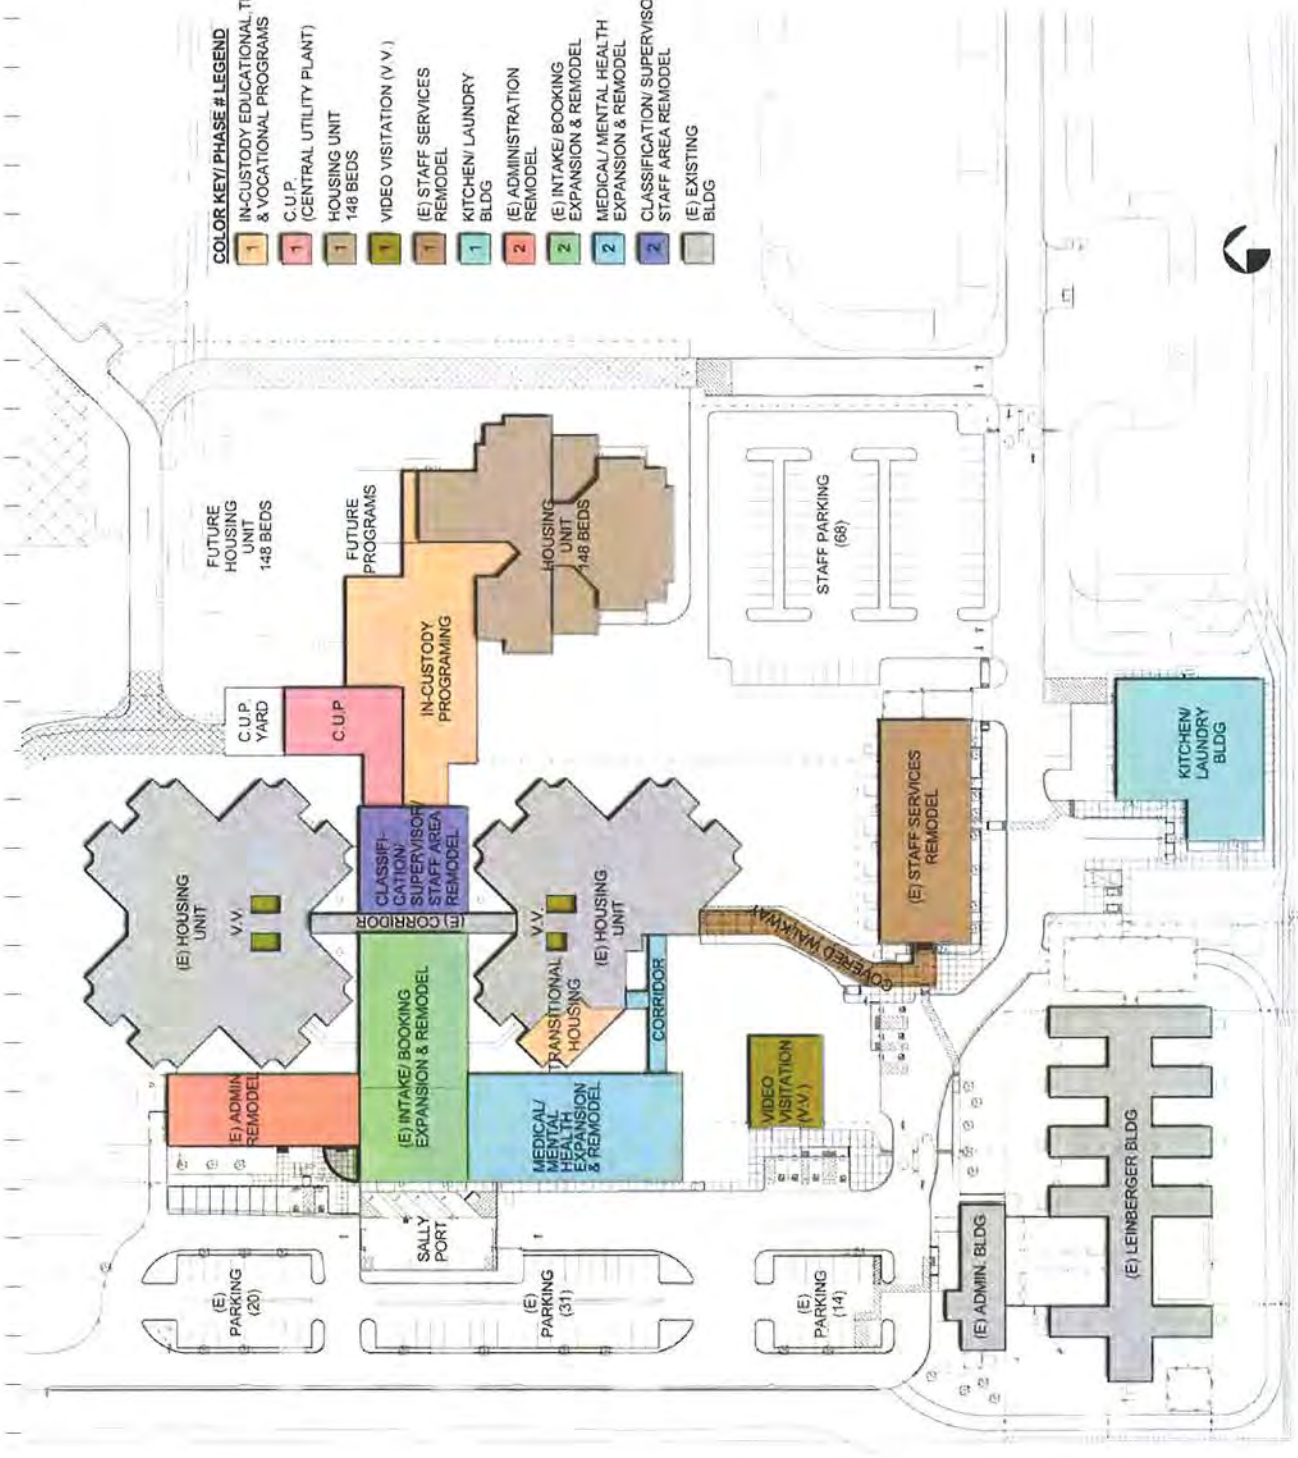 COLOR KEY/ PHASE # LEGEND
1
IN-CUSTODY EDUCATIONAL,
& VOCATIONAL PROGRAMS
1
C.U.P.
(CENTRAL UTILITY PLANT)
1
HOUSING UNIT
148 BEDS
1
VIDEO VISITATION (V.V.)
1
(E) STAFF SERVICES
REMODEL
1
KITCHEN/ LAUNDRY
BLDG
2
(E) ADMINISTRATION
REMODEL
2
(E) INTAKE/ BOOKING
EXPANSION & REMODEL
2
MEDICAL/ MENTAL HEALTH
EXPANSION & REMODEL
2
CLASSIFICATION/ SUPERVISO
STAFF AREA REMODEL
(E) EXISTING
BLDG
FUTURE
HOUSING
UNIT
148 BEDS
FUTURE
PROGRAMS
HOUSING
UNIT
148 BEDS
STAFF PARKING
(68)
C.U.P.
YARD
C.U.P
IN-CUSTODY
PROGRAMING
(E) HOUSING
UNIT
V.V.
CLASSIFI-
CATION/
SUPERVISOR/
STAFF AREA
REMODEL
(E) CORRIDOR
V.V.
(E) HOUSING
UNIT
TRANSITIONAL
HOUSING
CORRIDOR
COVERED WALKWAY
(E) STAFF SERVICES
REMODEL
KITCHEN/
LAUNDRY
BLDG
(E) ADMIN
REMODEL
(E) INTAKE/ BOOKING
EXPANSION & REMODEL
MEDICAL/
MENTAL
HEALTH
EXPANSION
& REMODEL
VIDEO
VISITATION
(V.V.)
SALLY
PORT
(E)
PARKING
(20)
(E)
PARKING
(31)
(E)
PARKING
(14)
(E) ADMIN. BLDG
(E) LEINBERGER BLDG